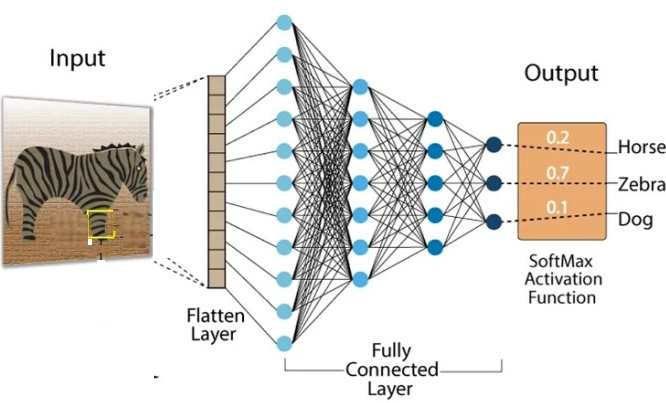 Input
Output
0.2
Horse
0.7
Zebra
0.1
Dog
SoftMax
Activation
Function
Flatten
Layer
Fully
Connected
Layer